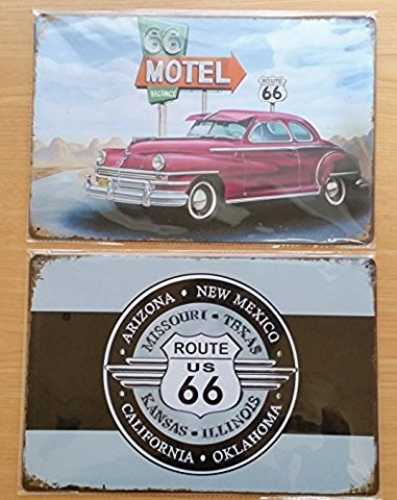 66
MOTEL
VACANCY
ROUTE
66
ARIZONA • NEW MEXICO
MISSOURI • TEXAS
ROUTE
US
66
KANSAS • ILLINOIS
CALIFORNIA • OKLAHOMA